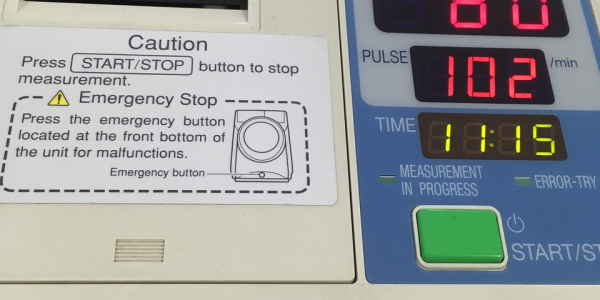 Caution
Press START/STOP button to stop
measurement.
Emergency Stop
Press the emergency button
located at the front bottom of
the unit for malfunctions.
Emergency button
PULSE 102 /min
TIME 11:15
MEASUREMENT
IN PROGRESS
ERROR-TRY